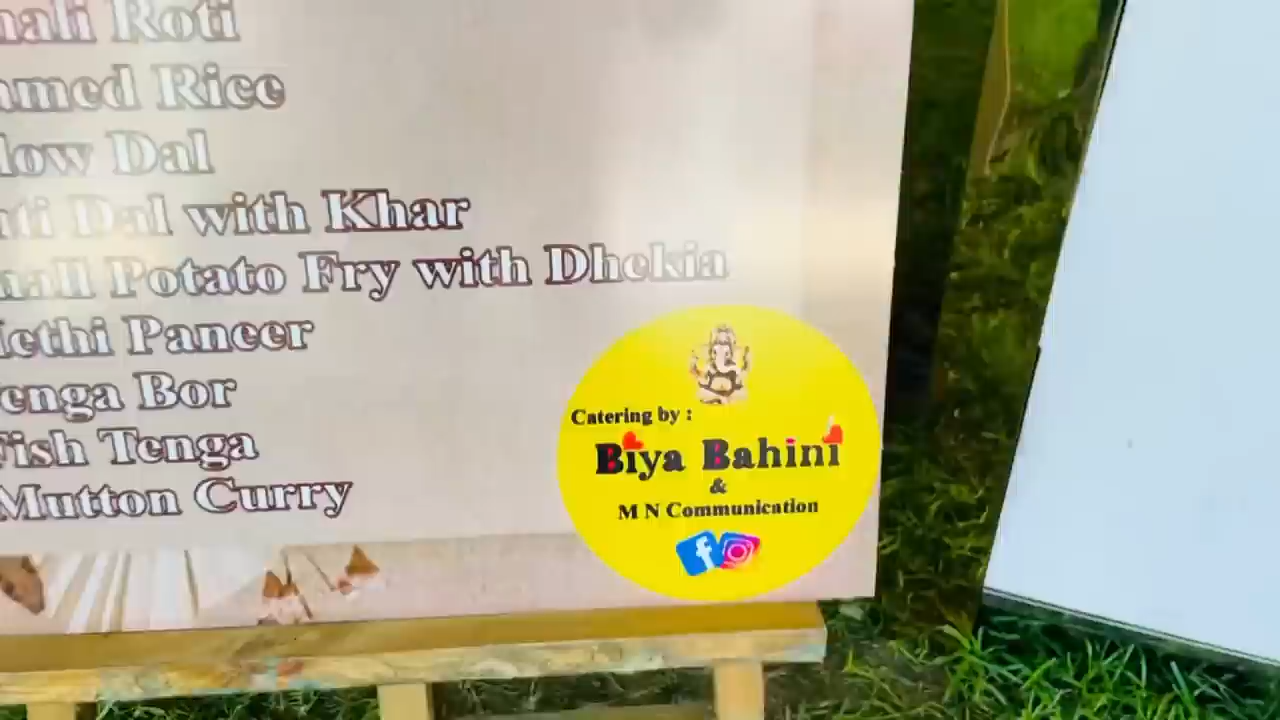 Roti
Rice
Dal
Dal with Khar
Potato Fry with Dhekia
Paneer
Bor
Fish Tenga
Mutton Curry
Catering by :
Biya Bahini
&
M N Communication